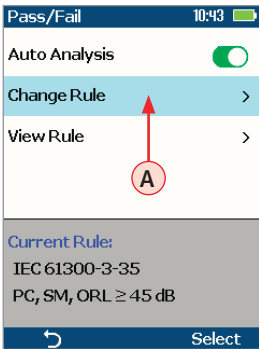 Pass/Fail 10:43
Auto Analysis
Change Rule >
View Rule >
A
Current Rule:
IEC 61300-3-35
PC, SM, ORL ≥ 45 dB
Select